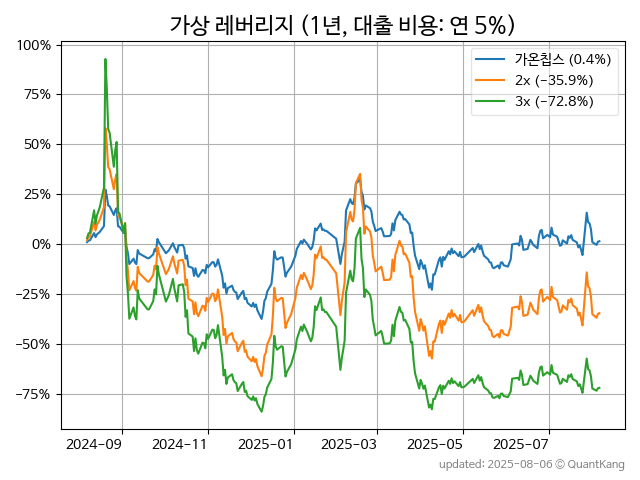 가상 레버리지 (1년, 대출 비용: 연 5%)
100%
75%
50%
25%
0%
−25%
−50%
−75%
가온칩스 (0.4%)
2x (−35.9%)
3x (−72.8%)
2024-09
2024-11
2025-01
2025-03
2025-05
2025-07
updated: 2025-08-06 © QuantKang